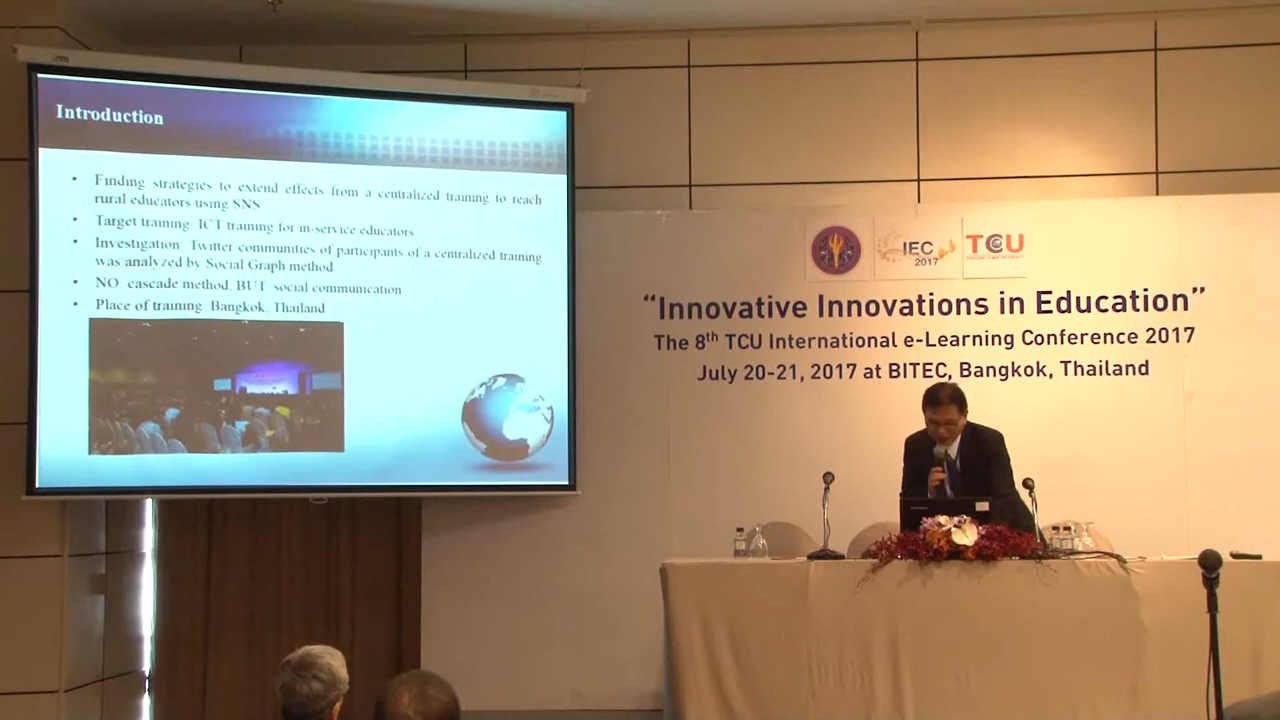 Introduction
• Finding strategies to extend effects from a centralized training to reach
rural educators using SNS
• Target training: ICT training for in-service educators
• Investigation: Twitter communities of participants of a centralized training
was analyzed by Social Graph method
• NO: cascade method, BUT: social communication
• Place of training: Bangkok, Thailand
IEC
2017
TCU
“Innovative Innovations in Education”
The 8th TCU International e-Learning Conference 2017
July 20-21, 2017 at BITEC, Bangkok, Thailand